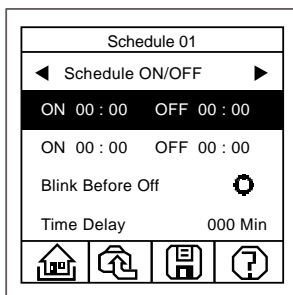 Schedule 01
Schedule ON/OFF
ON 00 : 00 OFF 00 : 00
ON 00 : 00 OFF 00 : 00
Blink Before Off
Time Delay 000 Min